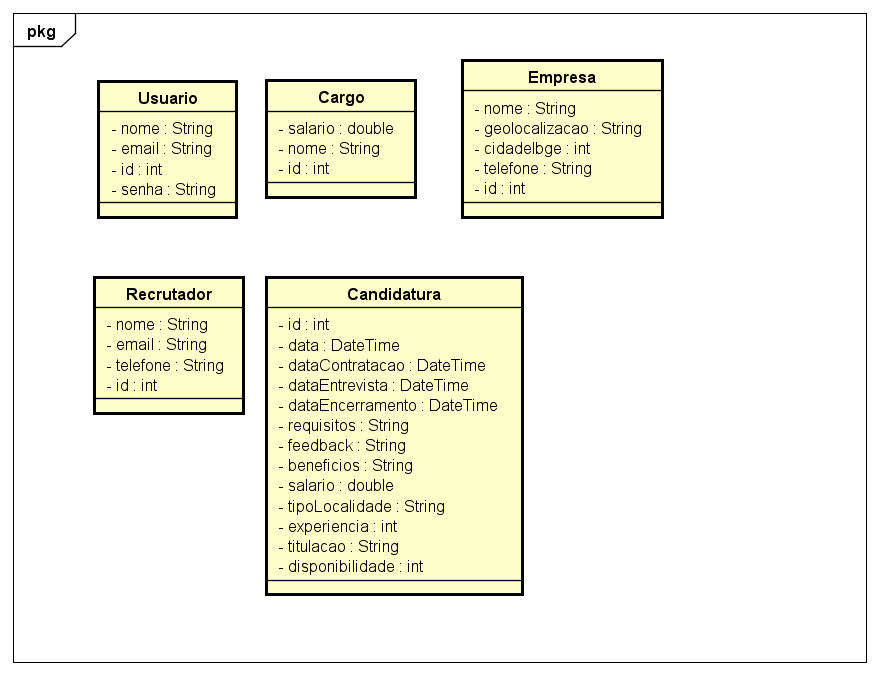 pkg
Usuario
- nome : String
- email : String
- id : int
- senha : String
Cargo
- salario : double
- nome : String
- id : int
Empresa
- nome : String
- geolocalizacao : String
- cidadeIbge : int
- telefone : String
- id : int
Recrutador
- nome : String
- email : String
- telefone : String
- id : int
Candidatura
- id : int
- data : DateTime
- dataContratacao : DateTime
- dataEntrevista : DateTime
- dataEncerramento : DateTime
- requisitos : String
- feedback : String
- beneficios : String
- salario : double
- tipoLocalidade : String
- experiencia : int
- titulacao : String
- disponibilidade : int